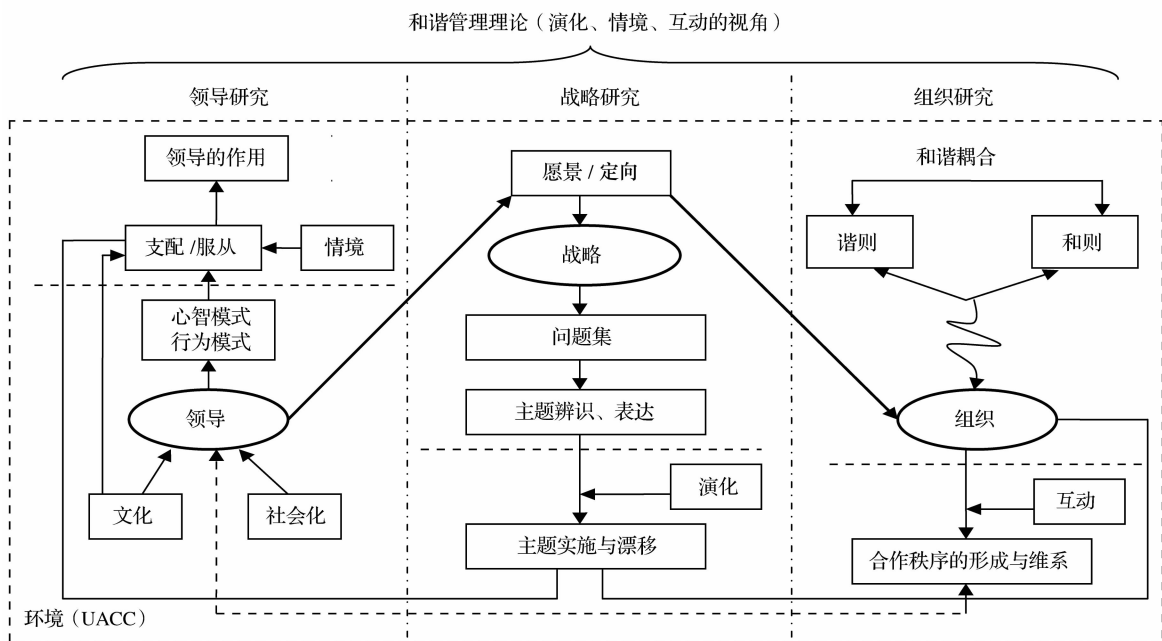 和谐管理理论（演化、情境、互动的视角）
领导研究
战略研究
组织研究
领导的作用
支配 /服从
情境
心智模式
行为模式
领导
文化
社会化
愿景 / 定向
战略
问题集
主题辨识、表达
演化
主题实施与漂移
和谐耦合
谐则
和则
组织
互动
合作秩序的形成与维系
环境（UACC）